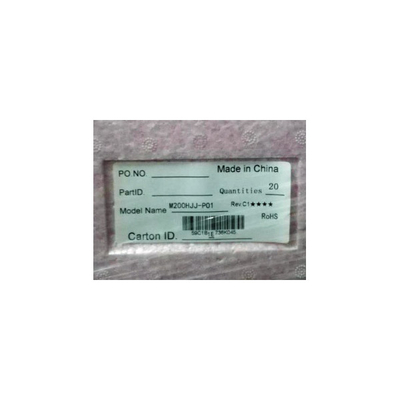 PO.NO Made in China
PartID Quantities 20
Model Name M200HJJ-P01 Rev.C1★★★★
RoHS
Carton ID.